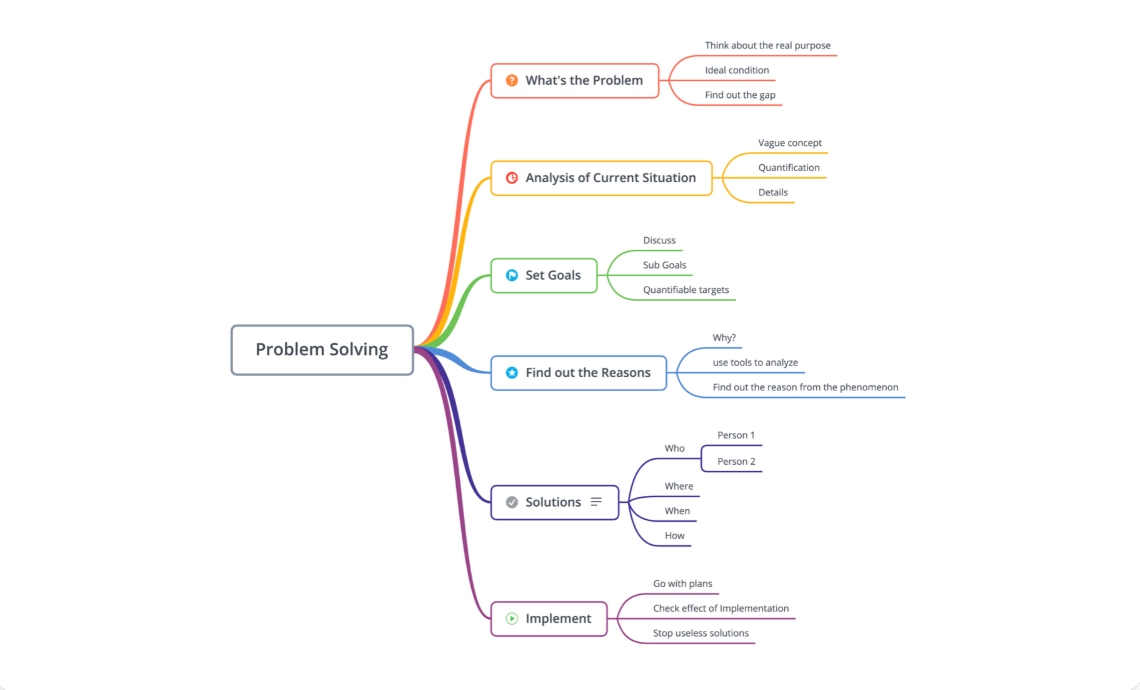 Problem Solving
What's the Problem
Think about the real purpose
Ideal condition
Find out the gap
Analysis of Current Situation
Vague concept
Quantification
Details
Set Goals
Discuss
Sub Goals
Quantifiable targets
Find out the Reasons
Why?
use tools to analyze
Find out the reason from the phenomenon
Solutions
Who
Person 1
Person 2
Where
When
How
Implement
Go with plans
Check effect of Implementation
Stop useless solutions